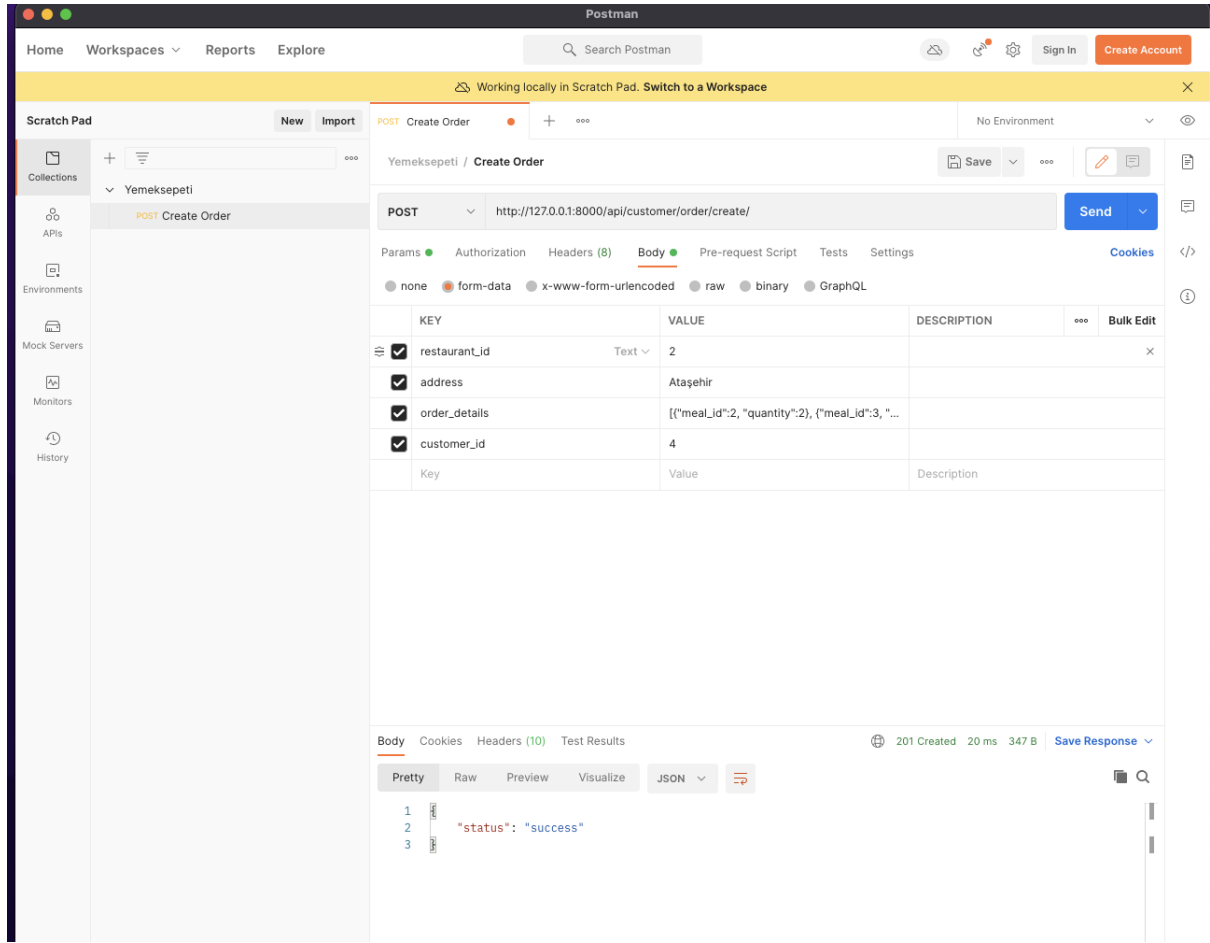 Postman
Home Workspaces Reports Explore Search Postman Sign In Create Account
Working locally in Scratch Pad. Switch to a Workspace
Scratch Pad New Import POST Create Order No Environment
Collections
APIs
Environments
Mock Servers
Monitors
History
Yemeksepeti
POST Create Order
Yemeksepeti / Create Order Save
POST http://127.0.0.1:8000/api/customer/order/create/ Send
Params Authorization Headers (8) Body Pre-request Script Tests Settings Cookies
none form-data x-www-form-urlencoded raw binary GraphQL
KEY VALUE DESCRIPTION Bulk Edit
restaurant_id Text 2
address Ataşehir
order_details [{"meal_id":2, "quantity":2}, {"meal_id":3, "...
customer_id 4
Key Value Description
Body Cookies Headers (10) Test Results 201 Created 20 ms 347 B Save Response
Pretty Raw Preview Visualize JSON
1 {
2 "status": "success"
3 }